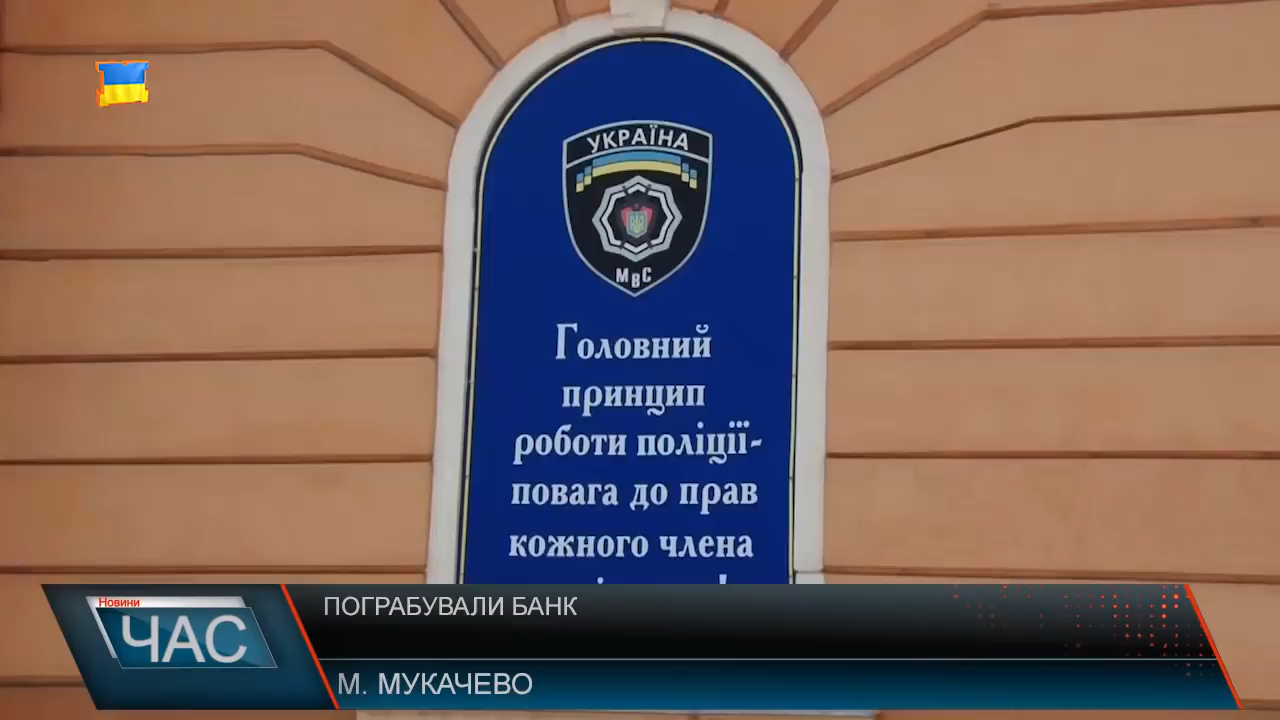 УКРАЇНА
МВС
Головний
принцип
роботи поліції-
повага до прав
кожного члена
Новини
ЧАС
ПОГРАБУВАЛИ БАНК
М. МУКАЧЕВО